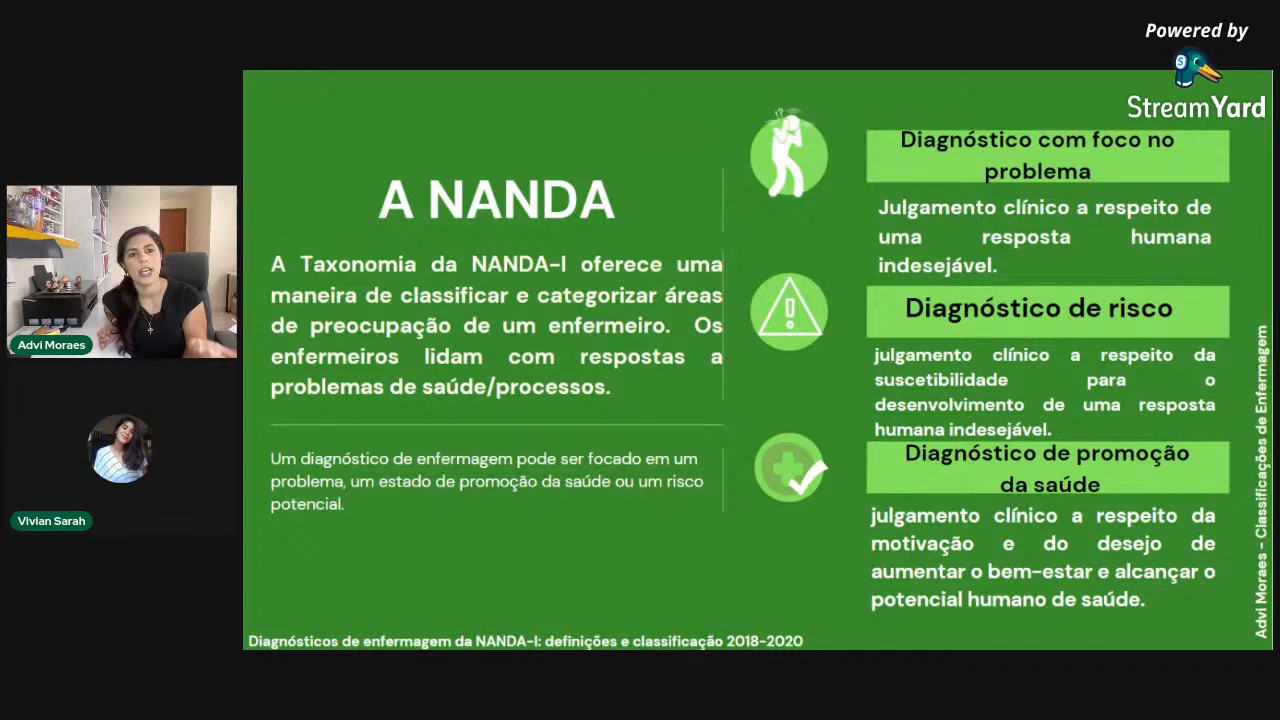 Powered by
StreamYard
A NANDA
A Taxonomia da NANDA-I oferece uma
maneira de classificar e categorizar áreas
de preocupação de um enfermeiro. Os
enfermeiros lidam com respostas a
problemas de saúde/processos.
Um diagnóstico de enfermagem pode ser focado em um
problema, um estado de promoção da saúde ou um risco
potencial.
Diagnóstico com foco no
problema
Julgamento clínico a respeito de
uma resposta humana
indesejável.
Diagnóstico de risco
julgamento clínico a respeito da
suscetibilidade para o
desenvolvimento de uma resposta
humana indesejável.
Diagnóstico de promoção
da saúde
julgamento clínico a respeito da
motivação e do desejo de
aumentar o bem-estar e alcançar o
potencial humano de saúde.
Advi Moraes - Classificações de Enfermagem
Diagnósticos de enfermagem da NANDA-I: definições e classificação 2018-2020
Advi Moraes
Vivian Sarah